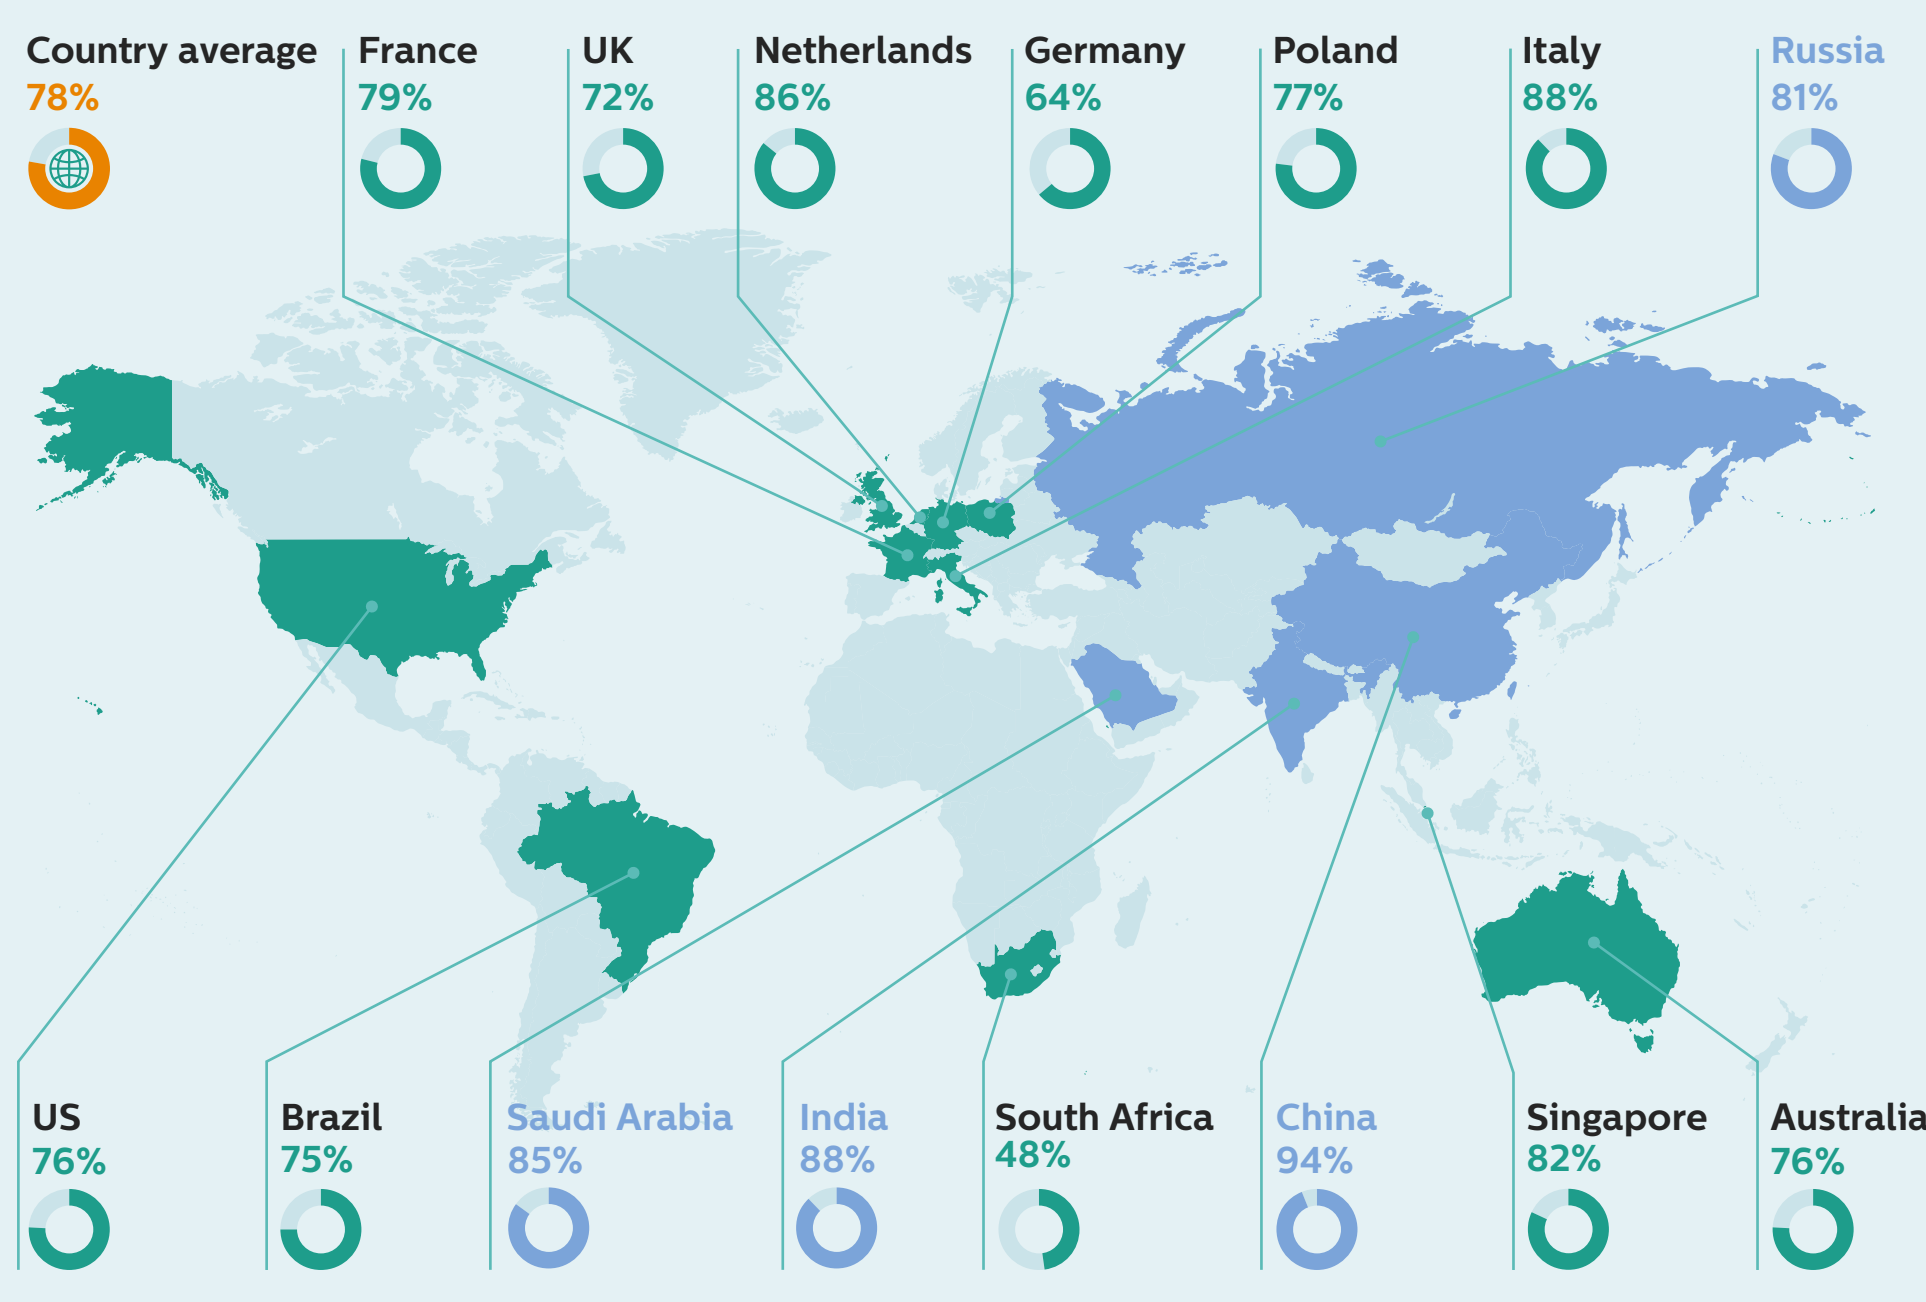 Country average
78%
France
79%
UK
72%
Netherlands
86%
Germany
64%
Poland
77%
Italy
88%
Russia
81%
US
76%
Brazil
75%
Saudi Arabia
85%
India
88%
South Africa
48%
China
94%
Singapore
82%
Australia
76%